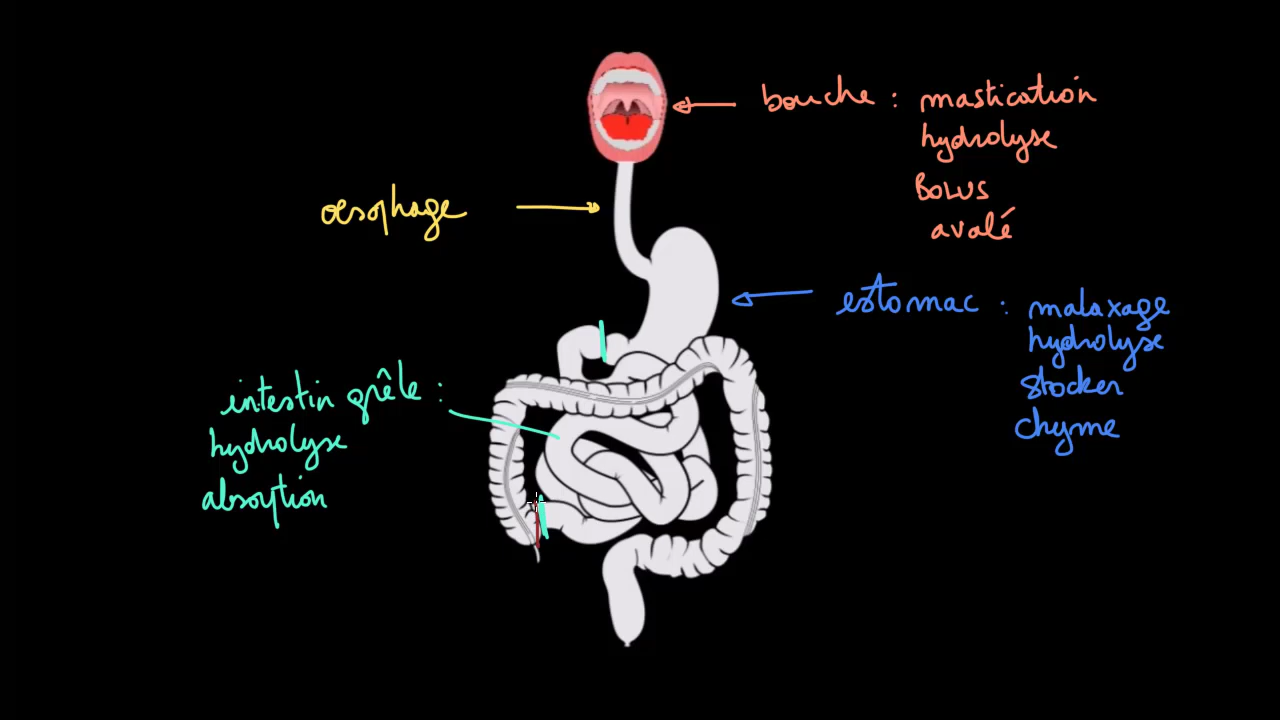 bouche : mastication
hydrolyse
Bolus
avalé
oesophage
estomac : malaxage
hydrolyse
stocker
chyme
intestin grêle :
hydrolyse
absorption